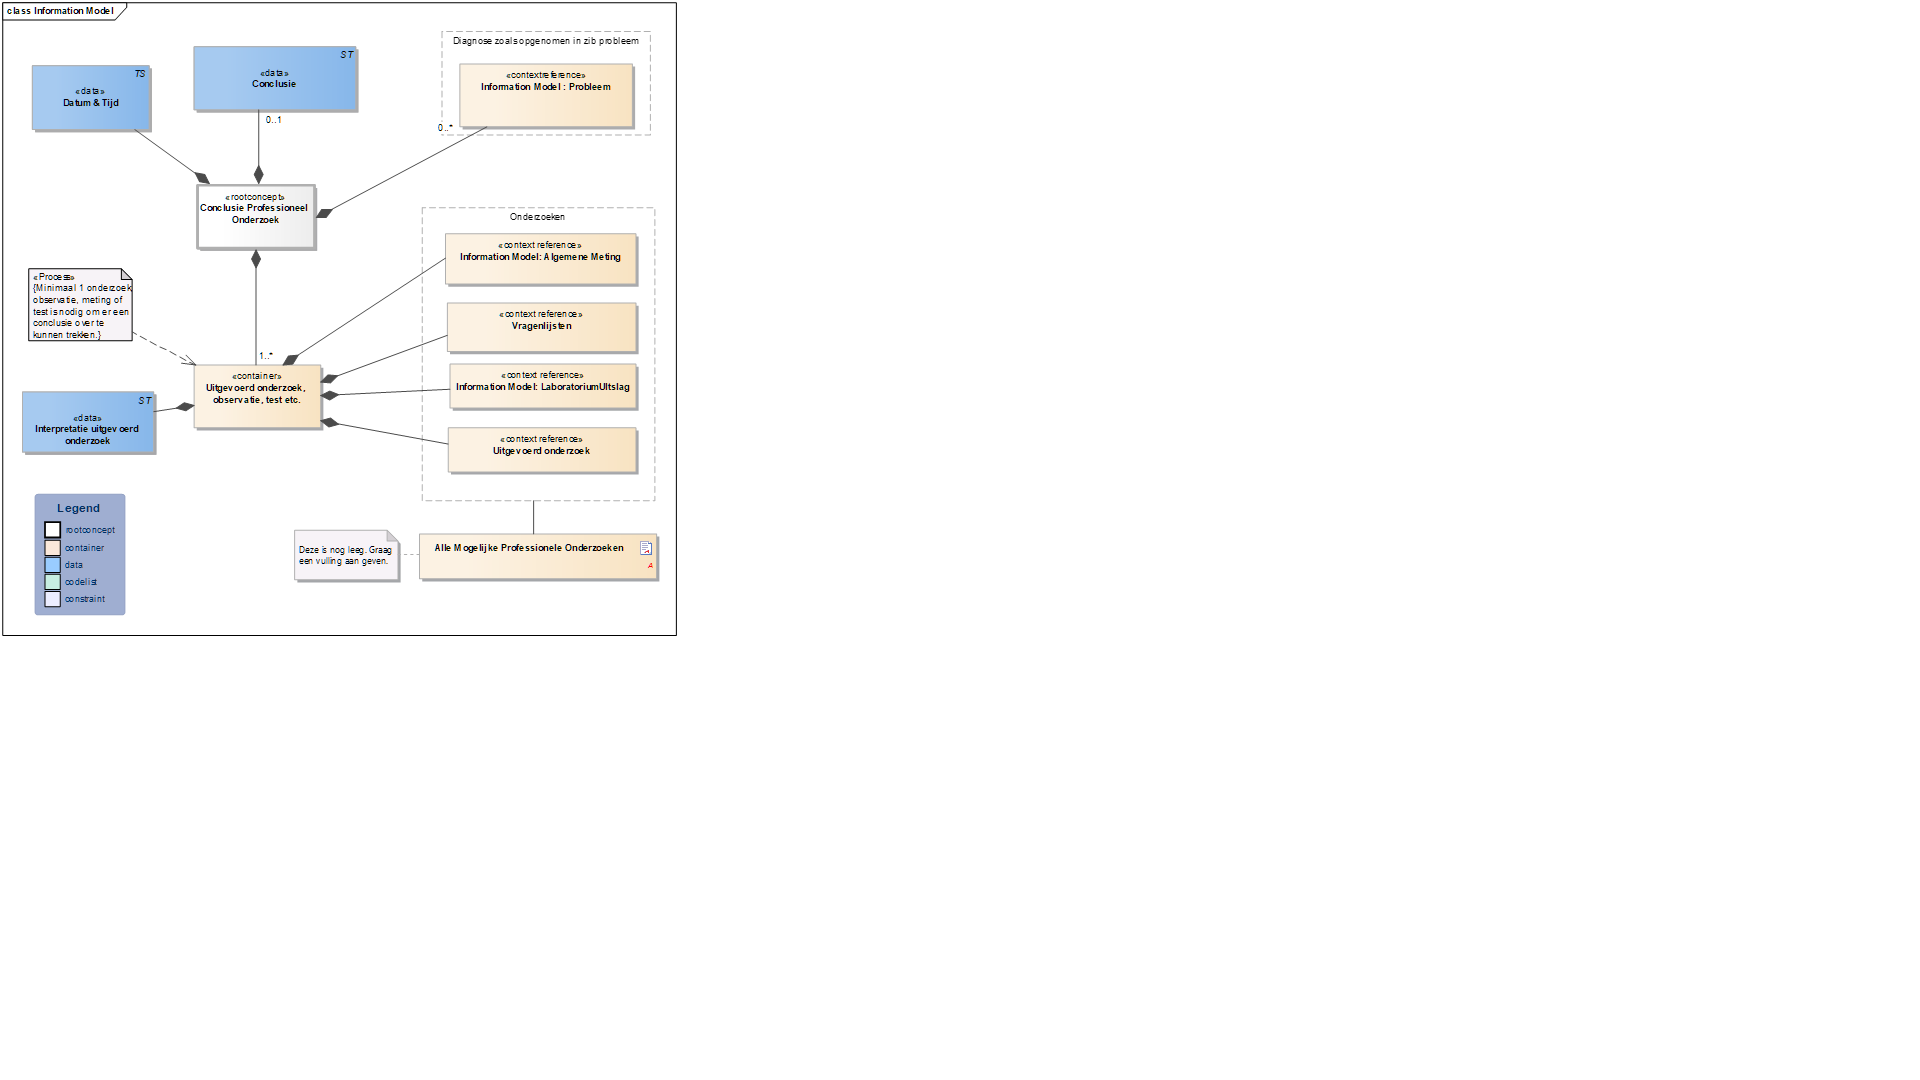 class Information Model
Diagnose zoals opgenomen in zib probleem
«contextreference»
Information Model : Probleem
0..*
ST
«data»
Conclusie
0..1
TS
«data»
Datum & Tijd
«rootconcept»
Conclusie Professioneel
Onderzoek
Onderzoeken
«context reference»
Information Model: Algemene Meting
«context reference»
Vragenlijsten
«context reference»
Information Model: LaboratoriumUItslag
«context reference»
Uitgevoerd onderzoek
«Process»
{Minimaal 1 onderzoek,
observatie, meting of
test is nodig om er een
conclusie over te
kunnen trekken.}
1..*
«container»
Uitgevoerd onderzoek,
observatie, test etc.
ST
«data»
Interpretatie uitgevoerd
onderzoek
Legend
rootconcept
container
data
codelist
constraint
Deze is nog leeg. Graag
een vulling aan geven.
Alle Mogelijke Professionele Onderzoeken
A